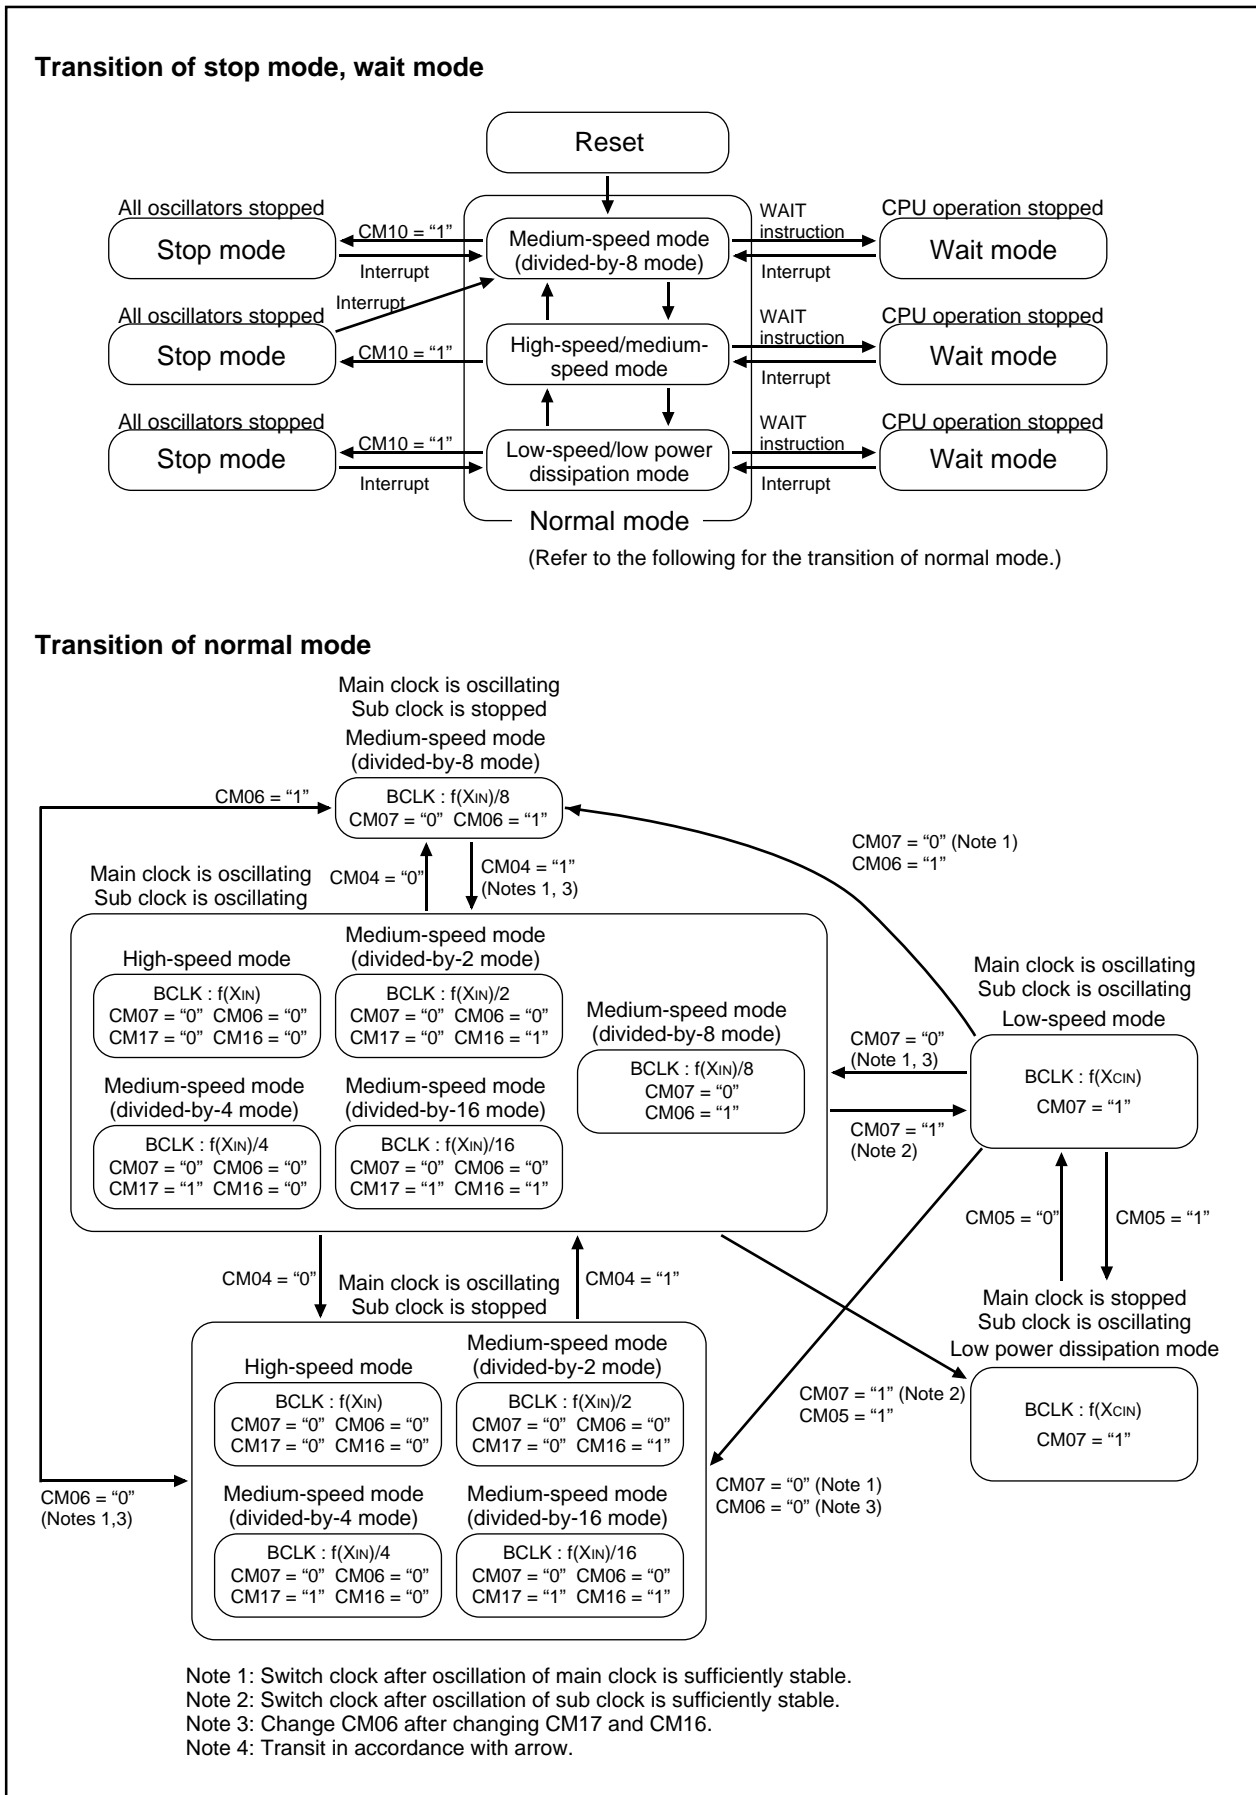 Transition of stop mode, wait mode
Reset
All oscillators stopped
Stop mode
CM10 = “1”
Interrupt
Medium-speed mode
(divided-by-8 mode)
WAIT
instruction
Interrupt
CPU operation stopped
Wait mode
Interrupt
All oscillators stopped
Stop mode
CM10 = “1”
High-speed/medium-
speed mode
WAIT
instruction
Interrupt
CPU operation stopped
Wait mode
All oscillators stopped
Stop mode
CM10 = “1”
Interrupt
Low-speed/low power
dissipation mode
WAIT
instruction
Interrupt
CPU operation stopped
Wait mode
Normal mode
(Refer to the following for the transition of normal mode.)
Transition of normal mode
Main clock is oscillating
Sub clock is stopped
Medium-speed mode
(divided-by-8 mode)
BCLK : f(XIN)/8
CM07 = “0” CM06 = “1”
CM06 = “1”
CM04 = “0”
CM04 = “1”
(Notes 1, 3)
CM07 = “0” (Note 1)
CM06 = “1”
Main clock is oscillating
Sub clock is oscillating
High-speed mode
BCLK : f(XIN)
CM07 = “0” CM06 = “0”
CM17 = “0” CM16 = “0”
Medium-speed mode
(divided-by-2 mode)
BCLK : f(XIN)/2
CM07 = “0” CM06 = “0”
CM17 = “0” CM16 = “1”
Medium-speed mode
(divided-by-8 mode)
BCLK : f(XIN)/8
CM07 = “0”
CM06 = “1”
Medium-speed mode
(divided-by-4 mode)
BCLK : f(XIN)/4
CM07 = “0” CM06 = “0”
CM17 = “1” CM16 = “0”
Medium-speed mode
(divided-by-16 mode)
BCLK : f(XIN)/16
CM07 = “0” CM06 = “0”
CM17 = “1” CM16 = “1”
CM07 = “0”
(Note 1, 3)
CM07 = “1”
(Note 2)
Main clock is oscillating
Sub clock is oscillating
Low-speed mode
BCLK : f(XCIN)
CM07 = “1”
CM05 = “0”
CM05 = “1”
CM04 = “0”
CM04 = “1”
Main clock is oscillating
Sub clock is stopped
High-speed mode
BCLK : f(XIN)
CM07 = “0” CM06 = “0”
CM17 = “0” CM16 = “0”
Medium-speed mode
(divided-by-2 mode)
BCLK : f(XIN)/2
CM07 = “0” CM06 = “0”
CM17 = “0” CM16 = “1”
Medium-speed mode
(divided-by-4 mode)
BCLK : f(XIN)/4
CM07 = “0” CM06 = “0”
CM17 = “1” CM16 = “0”
Medium-speed mode
(divided-by-16 mode)
BCLK : f(XIN)/16
CM07 = “0” CM06 = “0”
CM17 = “1” CM16 = “1”
Main clock is stopped
Sub clock is oscillating
Low power dissipation mode
BCLK : f(XCIN)
CM07 = “1”
CM07 = “1” (Note 2)
CM05 = “1”
CM07 = “0” (Note 1)
CM06 = “0” (Note 3)
CM06 = “0”
(Notes 1,3)
Note 1: Switch clock after oscillation of main clock is sufficiently stable.
Note 2: Switch clock after oscillation of sub clock is sufficiently stable.
Note 3: Change CM06 after changing CM17 and CM16.
Note 4: Transit in accordance with arrow.